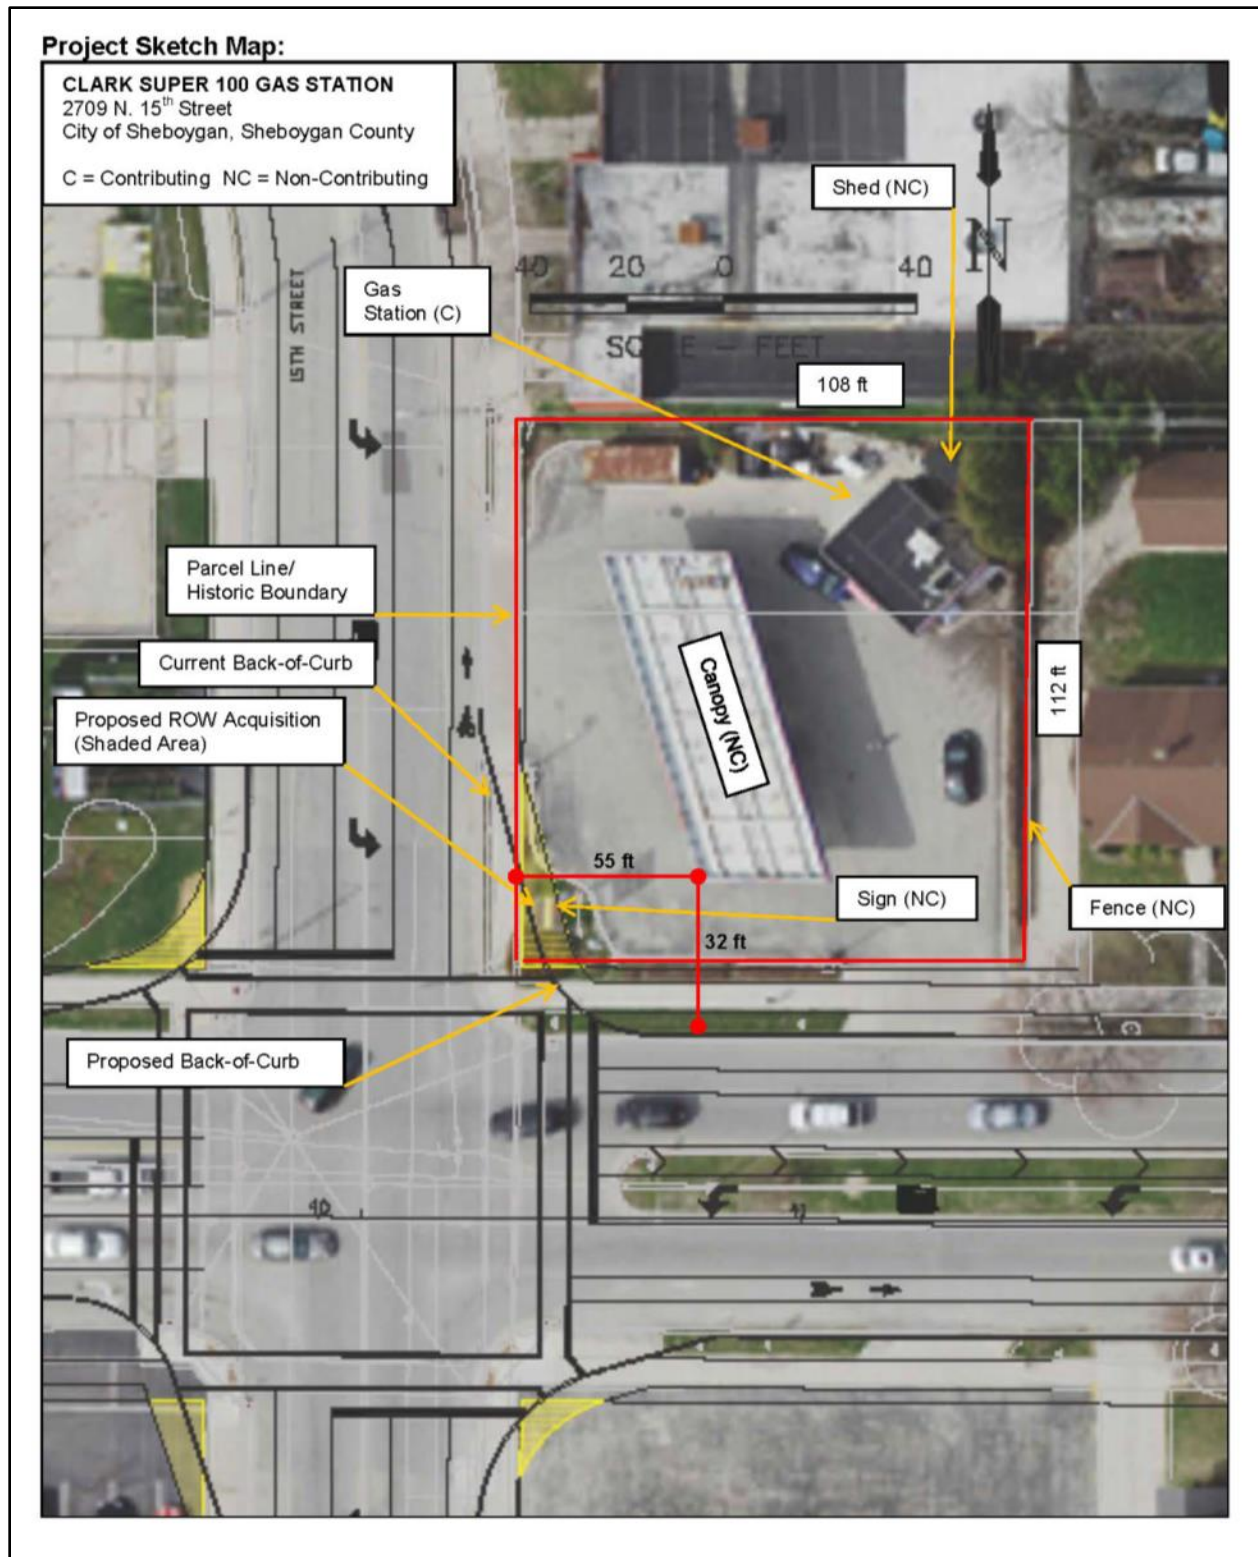 Project Sketch Map:
CLARK SUPER 100 GAS STATION
2709 N. 15th Street
City of Sheboygan, Sheboygan County
C = Contributing NC = Non-Contributing
Shed (NC)
N
40 20 0 40
SCALE - FEET
Gas
Station (C)
15TH STREET
108 ft
Parcel Line/
Historic Boundary
Current Back-of-Curb
Proposed ROW Acquisition
(Shaded Area)
Canopy (NC)
112 ft
55 ft
Sign (NC)
Fence (NC)
32 ft
Proposed Back-of-Curb